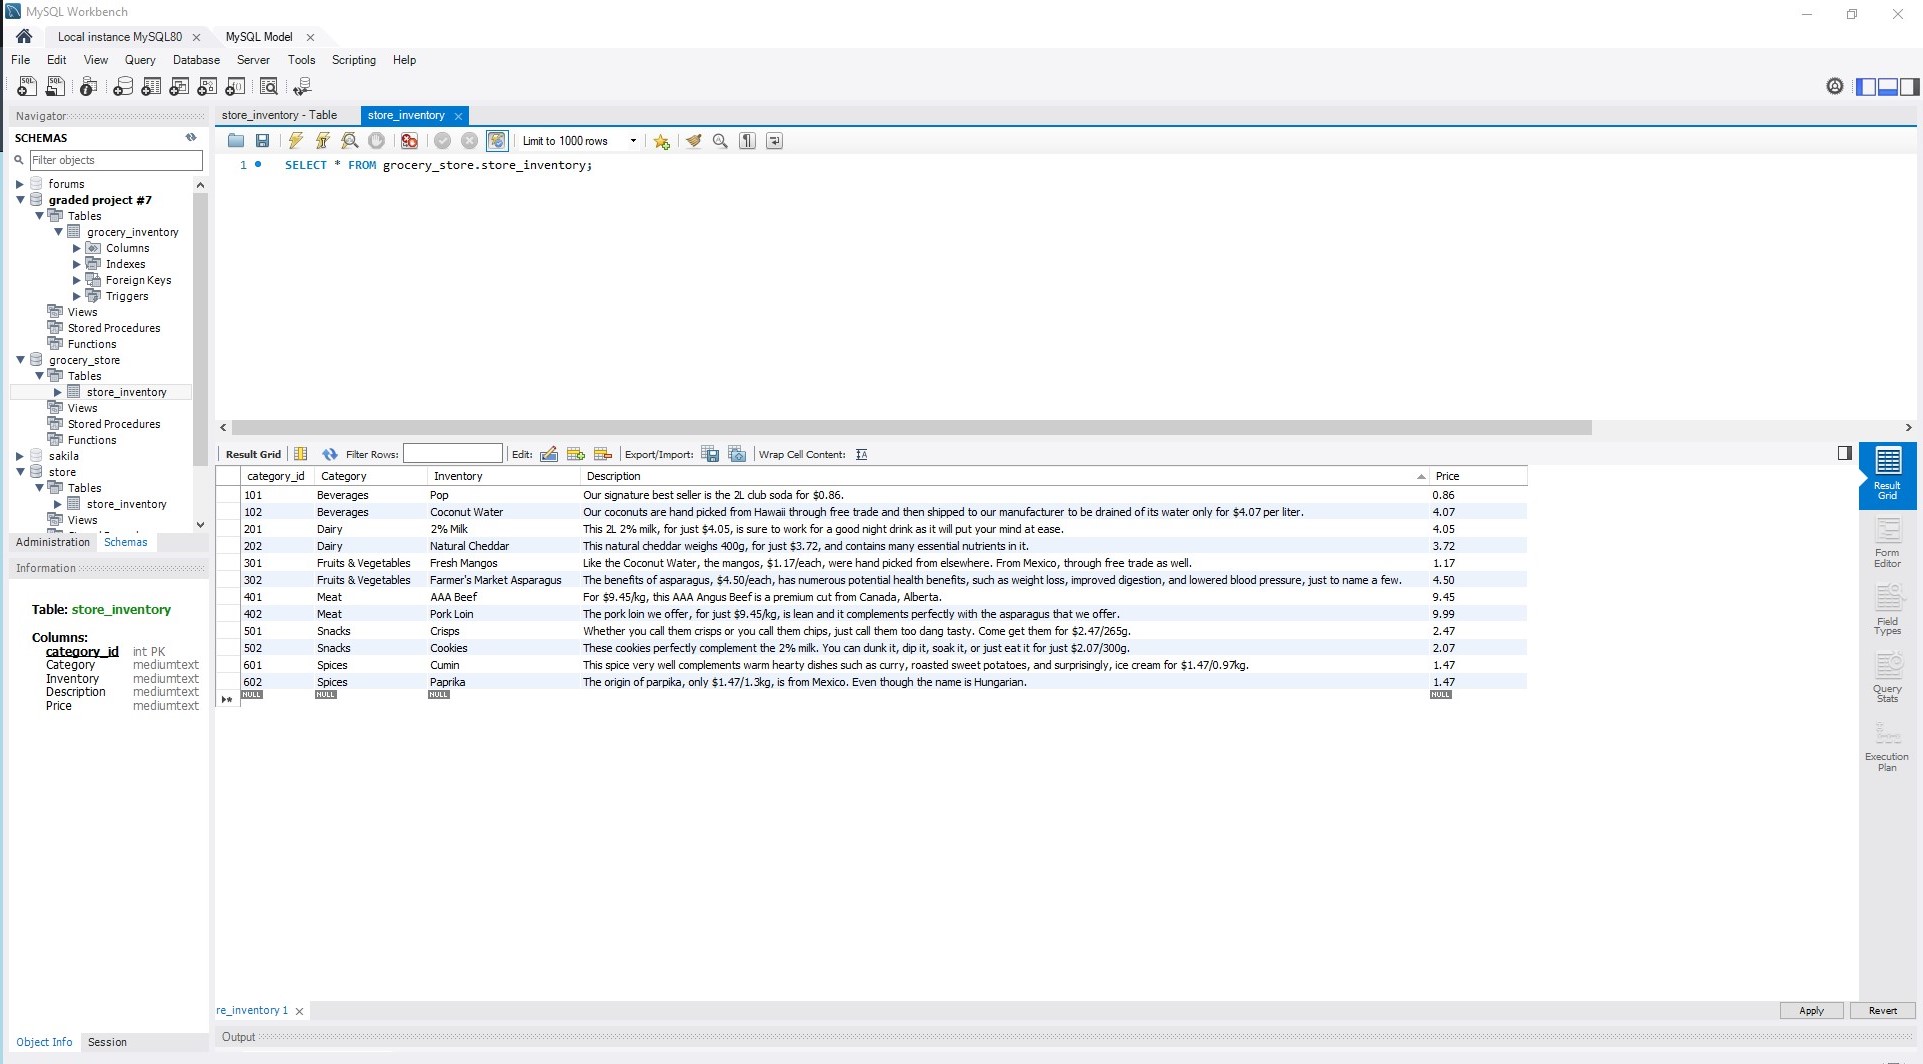 MySQL Workbench
Local instance MySQL80
MySQL Model
File Edit View Query Database Server Tools Scripting Help
Navigator
SCHEMAS
Filter objects
forums
graded project #7
Tables
grocery_inventory
Columns
Indexes
Foreign Keys
Triggers
Views
Stored Procedures
Functions
grocery_store
Tables
store_inventory
Views
Stored Procedures
Functions
sakila
store
Tables
store_inventory
Views
Administration Schemas
Information
Table: store_inventory
Columns:
category_id int PK
Category mediumtext
Inventory mediumtext
Description mediumtext
Price mediumtext
Object Info Session
store_inventory - Table store_inventory
Limit to 1000 rows
1 SELECT * FROM grocery_store.store_inventory;
Result Grid Filter Rows: Edit: Export/Import: Wrap Cell Content:
category_id Category Inventory Description Price
101 Beverages Pop Our signature best seller is the 2L club soda for $0.86. 0.86
102 Beverages Coconut Water Our coconuts are hand picked from Hawaii through free trade and then shipped to our manufacturer to be drained of its water only for $4.07 per liter. 4.07
201 Dairy 2% Milk This 2L 2% milk, for just $4.05, is sure to work for a good night drink as it will put your mind at ease. 4.05
202 Dairy Natural Cheddar This natural cheddar weighs 400g, for just $3.72, and contains many essential nutrients in it. 3.72
301 Fruits & Vegetables Fresh Mangos Like the Coconut Water, the mangos, $1.17/each, were hand picked from elsewhere. From Mexico, through free trade as well. 1.17
302 Fruits & Vegetables Farmer's Market Asparagus The benefits of asparagus, $4.50/each, has numerous potential health benefits, such as weight loss, improved digestion, and lowered blood pressure, just to name a few. 4.50
401 Meat AAA Beef For $9.45/kg, this AAA Angus Beef is a premium cut from Canada, Alberta. 9.45
402 Meat Pork Loin The pork loin we offer, for just $9.45/kg, is lean and it complements perfectly with the asparagus that we offer. 9.99
501 Snacks Crisps Whether you call them crisps or you call them chips, just call them too dang tasty. Come get them for $2.47/265g. 2.47
502 Snacks Cookies These cookies perfectly complement the 2% milk. You can dunk it, dip it, soak it, or just eat it for just $2.07/300g. 2.07
601 Spices Cumin This spice very well complements warm hearty dishes such as curry, roasted sweet potatoes, and surprisingly, ice cream for $1.47/0.97kg. 1.47
602 Spices Paprika The origin of parpika, only $1.47/1.3kg, is from Mexico. Even though the name is Hungarian. 1.47
NULL NULL NULL NULL
Result
Grid
Form
Editor
Field
Types
Query
Stats
Execution
Plan
re_inventory 1
Apply Revert
Output